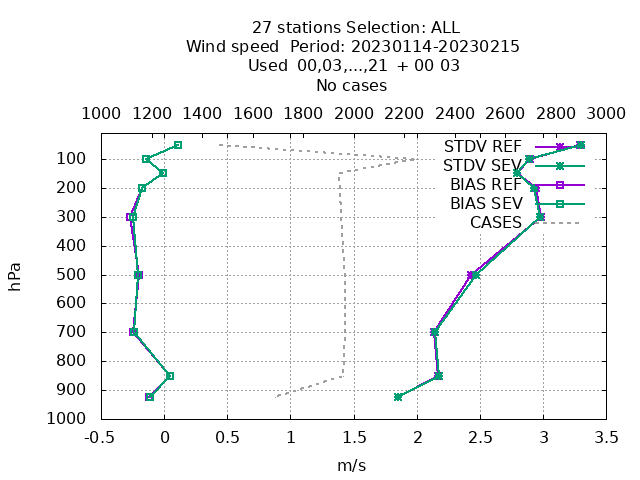 27 stations Selection: ALL
Wind speed  Period: 20230114-20230215
Used  00,03,...,21  + 00 03
No cases
1000 1200 1400 1600 1800 2000 2200 2400 2600 2800 3000
STDV REF
STDV SEV
BIAS REF
BIAS SEV
CASES
100
200
300
400
500
600
700
800
900
1000
hPa
-0.5 0 0.5 1 1.5 2 2.5 3 3.5
m/s